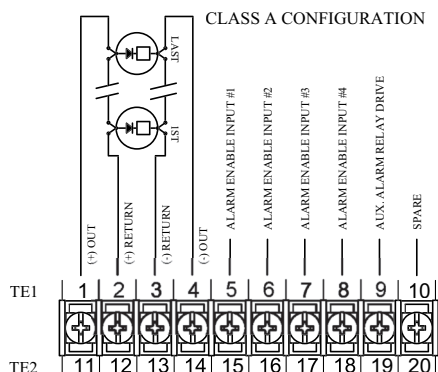 CLASS A CONFIGURATION
LAST
IST
(+) OUT
(+) RETURN
(-) RETURN
(-) OUT
ALARM ENABLE INPUT #1
ALARM ENABLE INPUT #2
ALARM ENABLE INPUT #3
ALARM ENABLE INPUT #4
AUX. ALARM RELAY DRIVE
SPARE
TE1 1 2 3 4 5 6 7 8 9 10
TE2 11 12 13 14 15 16 17 18 19 20